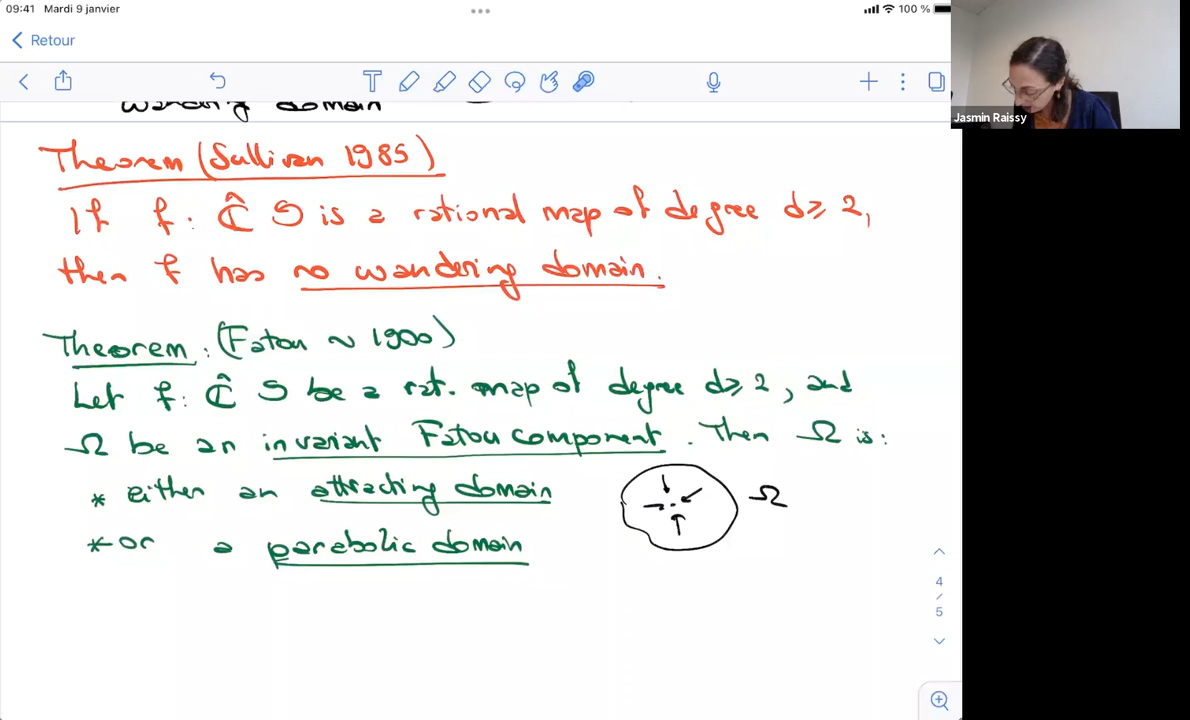 09:41 Mardi 9 janvier
100 %
Retour
Jasmin Raissy
wandering domain
Theorem (Sullivan 1985)
If f: Ĉ ↺ is a rational map of degree d ≥ 2,
then f has no wandering domain.
Theorem: (Fatou ~ 1900)
Let f: Ĉ ↺ be a rat. map of degree d ≥ 2, and
Ω be an invariant Fatou component. Then Ω is:
* either an attracting domain
Ω
* or a parabolic domain
4
/
5